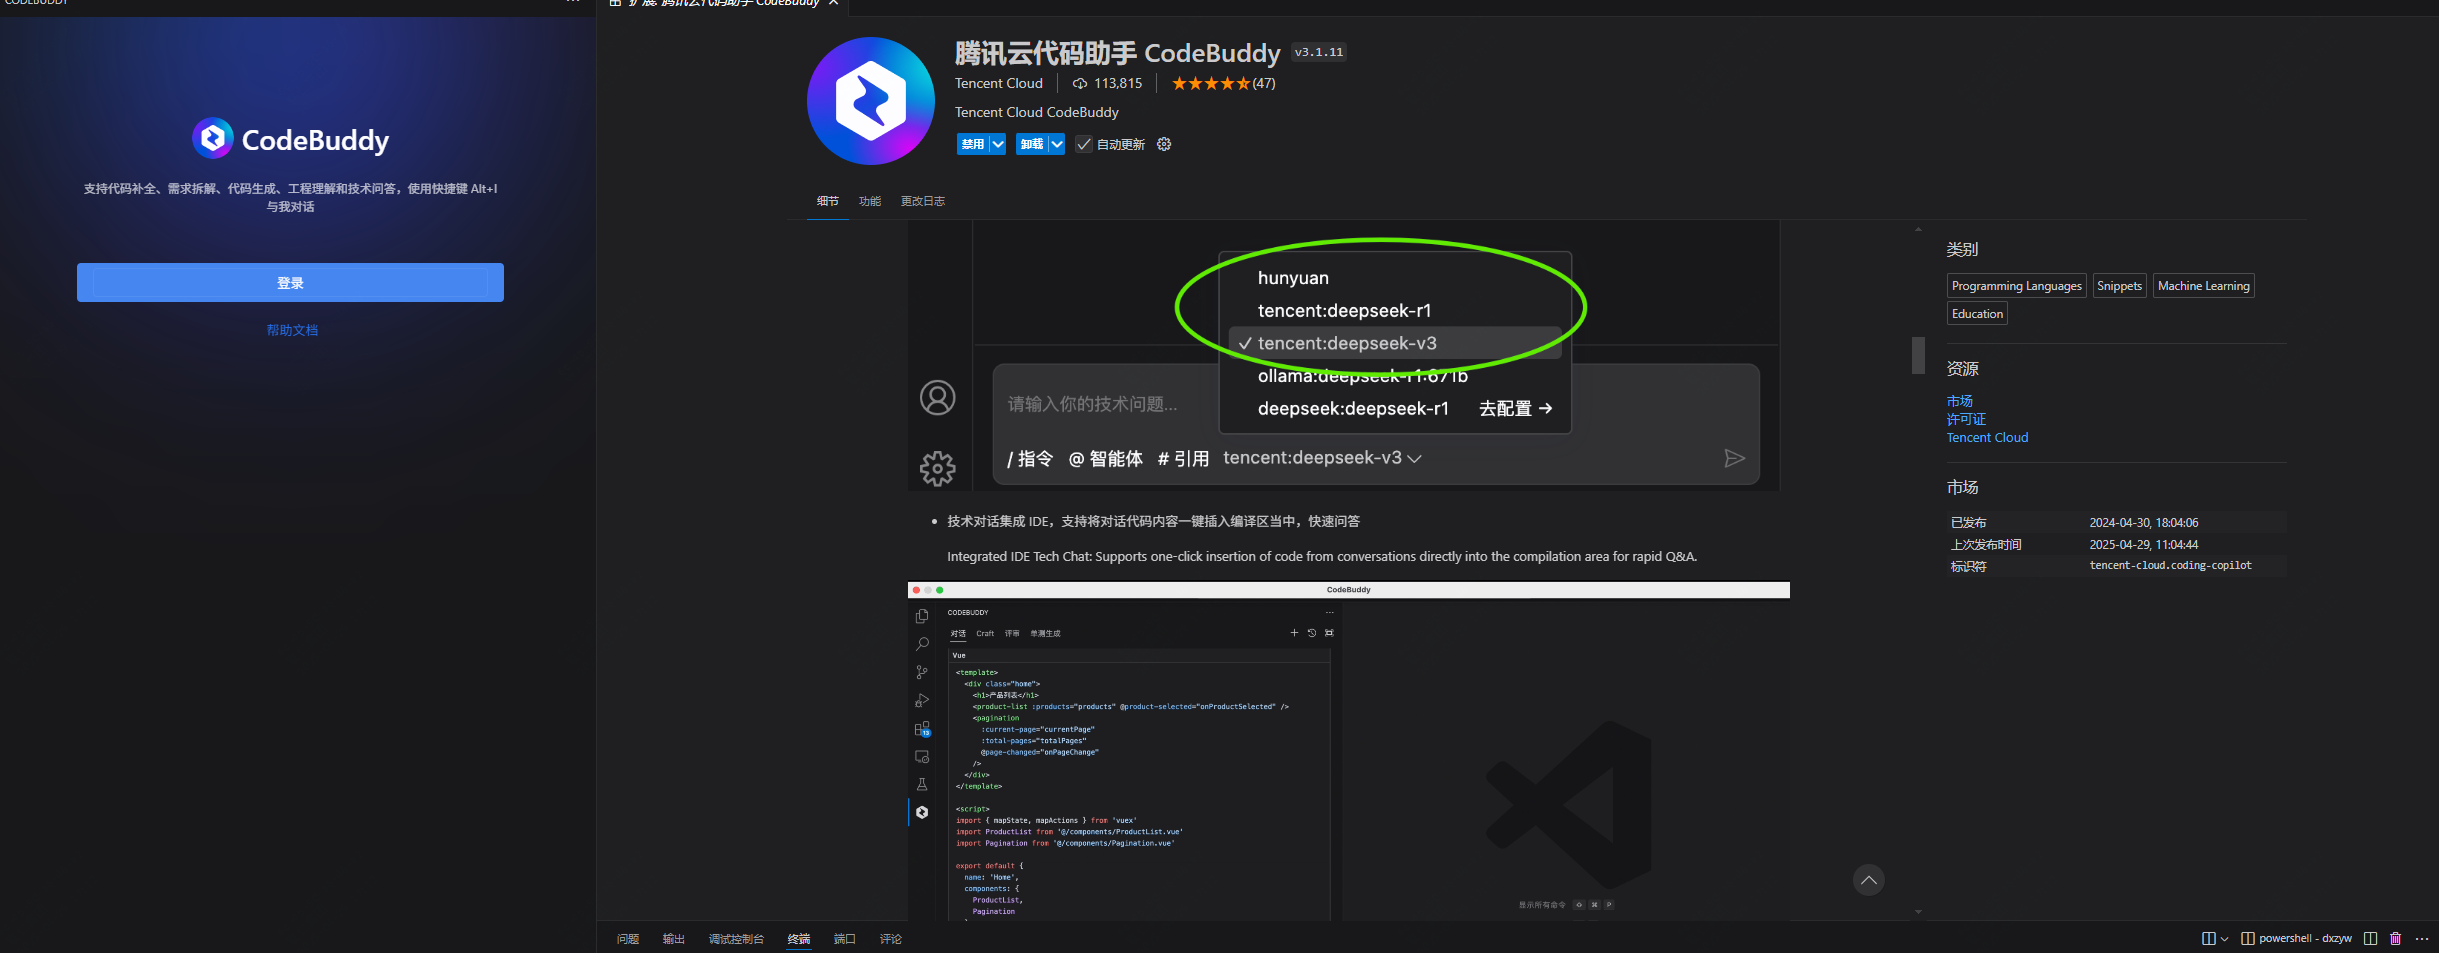 CODEBUDDY
CodeBuddy
支持代码补全、需求拆解、代码生成、工程理解和技术问答，使用快捷键 Alt+I
与我对话
登录
帮助文档
扩展: 腾讯云代码助手 CodeBuddy
腾讯云代码助手 CodeBuddy v3.1.11
Tencent Cloud 113,815 (47)
Tencent Cloud CodeBuddy
禁用 卸载 自动更新
细节 功能 更改日志
hunyuan
tencent:deepseek-r1
tencent:deepseek-v3
ollama:deepseek-r1:671b
deepseek:deepseek-r1 去配置 →
请输入你的技术问题...
/ 指令 @ 智能体 # 引用 tencent:deepseek-v3
• 技术对话集成 IDE，支持将对话代码内容一键插入编译区当中，快速问答
Integrated IDE Tech Chat: Supports one-click insertion of code from conversations directly into the compilation area for rapid Q&A.
CodeBuddy
CODEBUDDY
对话 Craft 评审 单测生成
13
Vue
<template>
<div class="home">
<h1>产品列表</h1>
<product-list :products="products" @product-selected="onProductSelected" />
<pagination
:current-page="currentPage"
:total-pages="totalPages"
@page-changed="onPageChange"
/>
</div>
</template>
<script>
import { mapState, mapActions } from 'vuex'
import ProductList from '@/components/ProductList.vue'
import Pagination from '@/components/Pagination.vue'
export default {
name: 'Home',
components: {
ProductList,
Pagination
显示所有命令 ⇧ ⌘ P
类别
Programming Languages Snippets Machine Learning
Education
资源
市场
许可证
Tencent Cloud
市场
已发布 2024-04-30, 18:04:06
上次发布时间 2025-04-29, 11:04:44
标识符 tencent-cloud.coding-copilot
问题 输出 调试控制台 终端 端口 评论
powershell - dxzyw